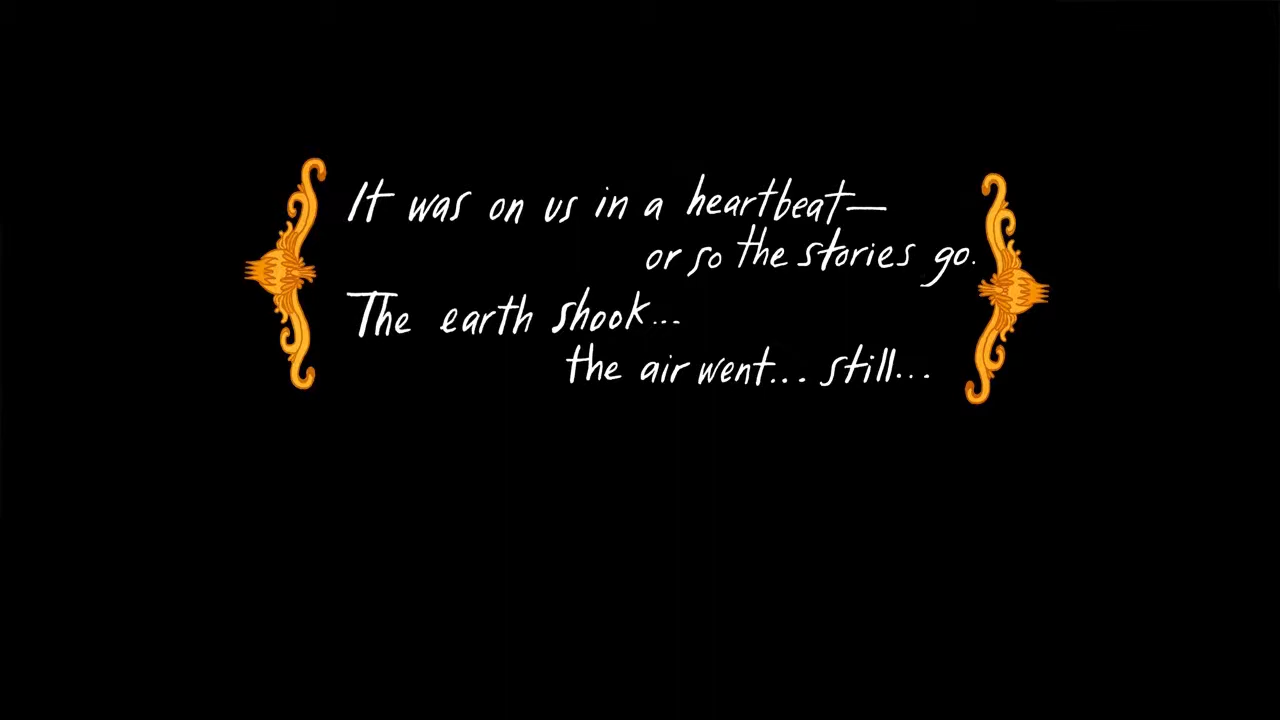 It was on us in a heartbeat—
or so the stories go.
The earth shook...
the air went... still...